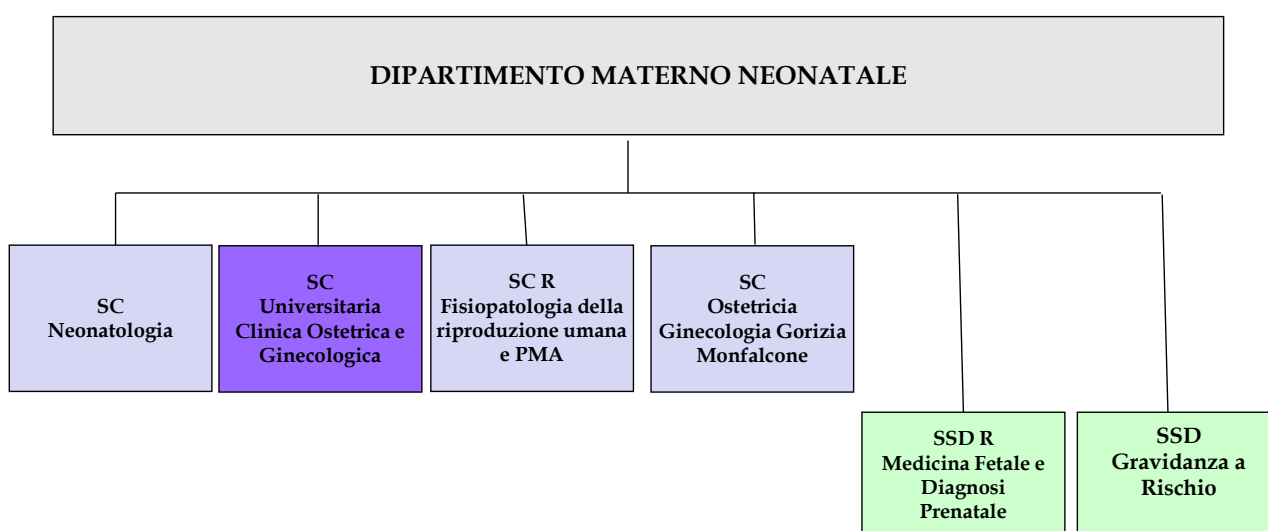 DIPARTIMENTO MATERNO NEONATALE
SC
Neonatologia
SC
Universitaria
Clinica Ostetrica e
Ginecologica
SC R
Fisiopatologia della
riproduzione umana
e PMA
SC
Ostetricia
Ginecologia Gorizia
Monfalcone
SSD R
Medicina Fetale e
Diagnosi
Prenatale
SSD
Gravidanza a
Rischio